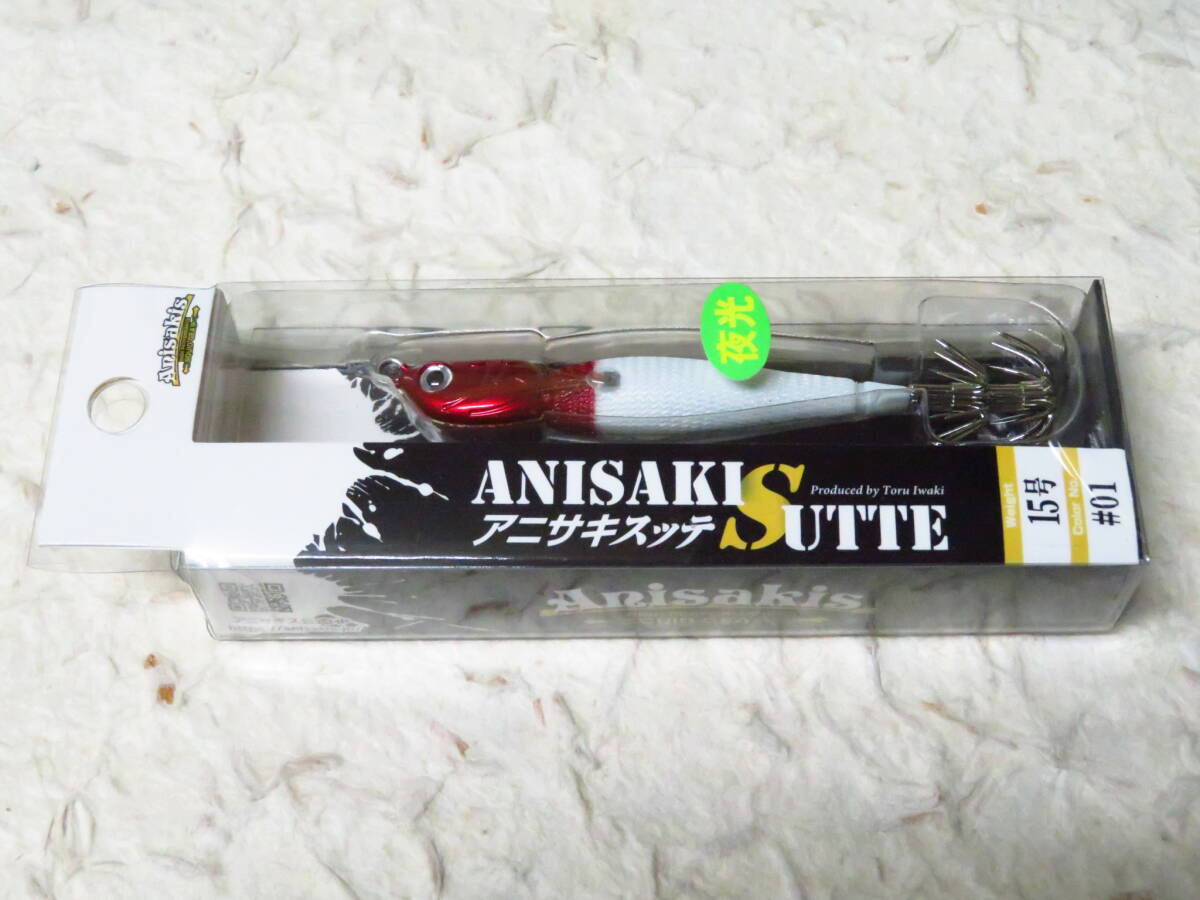 Anisakis
夜光
ANISAKI SUTTE
Produced by Toru Iwaki
アニサキスッテ
Weight
15号
Color No.
#01
Anisakis